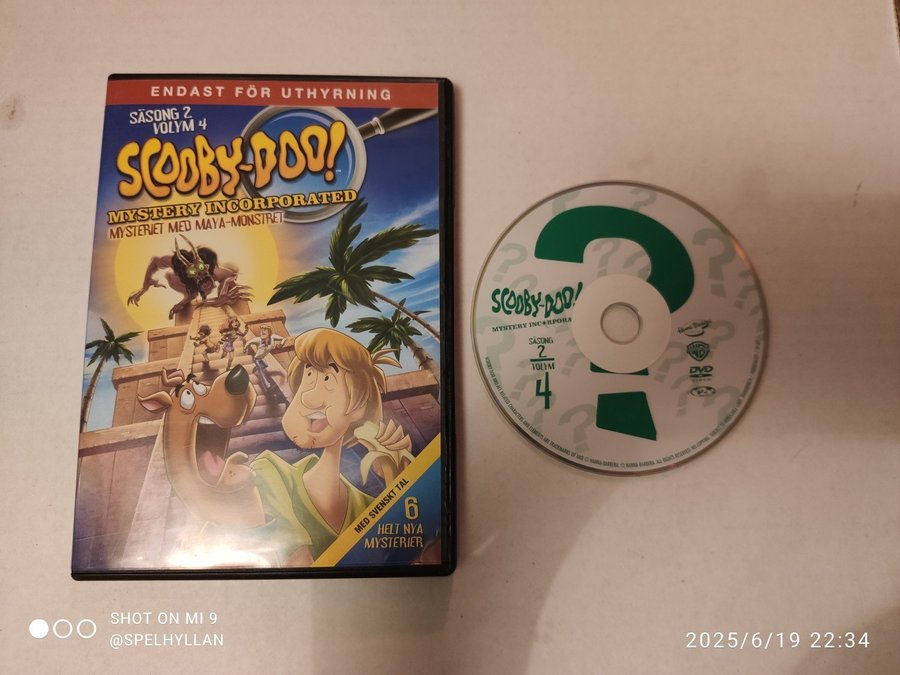 ENDAST FÖR UTHYRNING
SÄSONG 2
VOLYM 4
SCOOBY-DOO!
MYSTERY INCORPORATED
MYSTERIET MED MAYA-MONSTRET
MED SVENSKT TAL
6
HELT NYA
MYSTERIER
SCOOBY-DOO!
MYSTERY INC
SÄSONG
2
VOLYM
4
DVD
VIDEO
SHOT ON MI 9
@SPELHYLLAN
2025/6/19 22:34